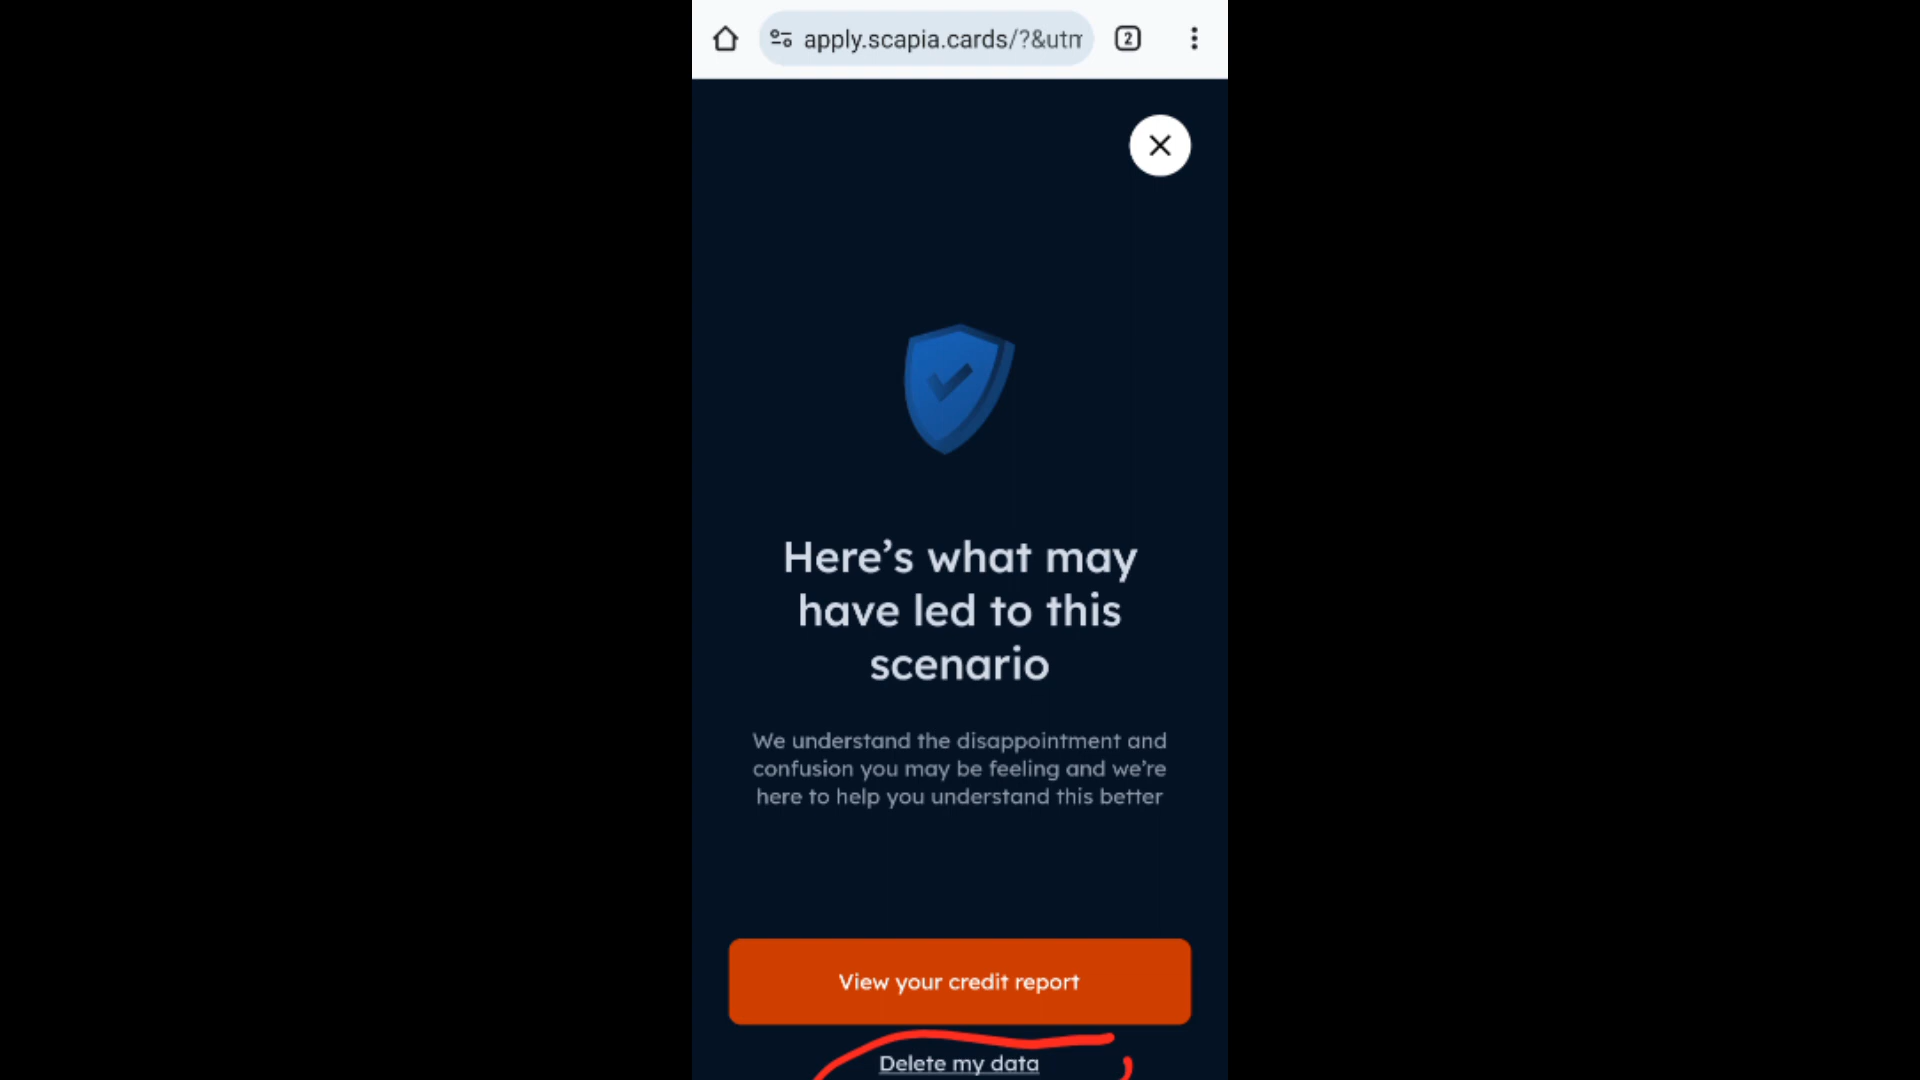 apply.scapia.cards/?&utm
2
Here’s what may
have led to this
scenario
We understand the disappointment and
confusion you may be feeling and we’re
here to help you understand this better
View your credit report
Delete my data